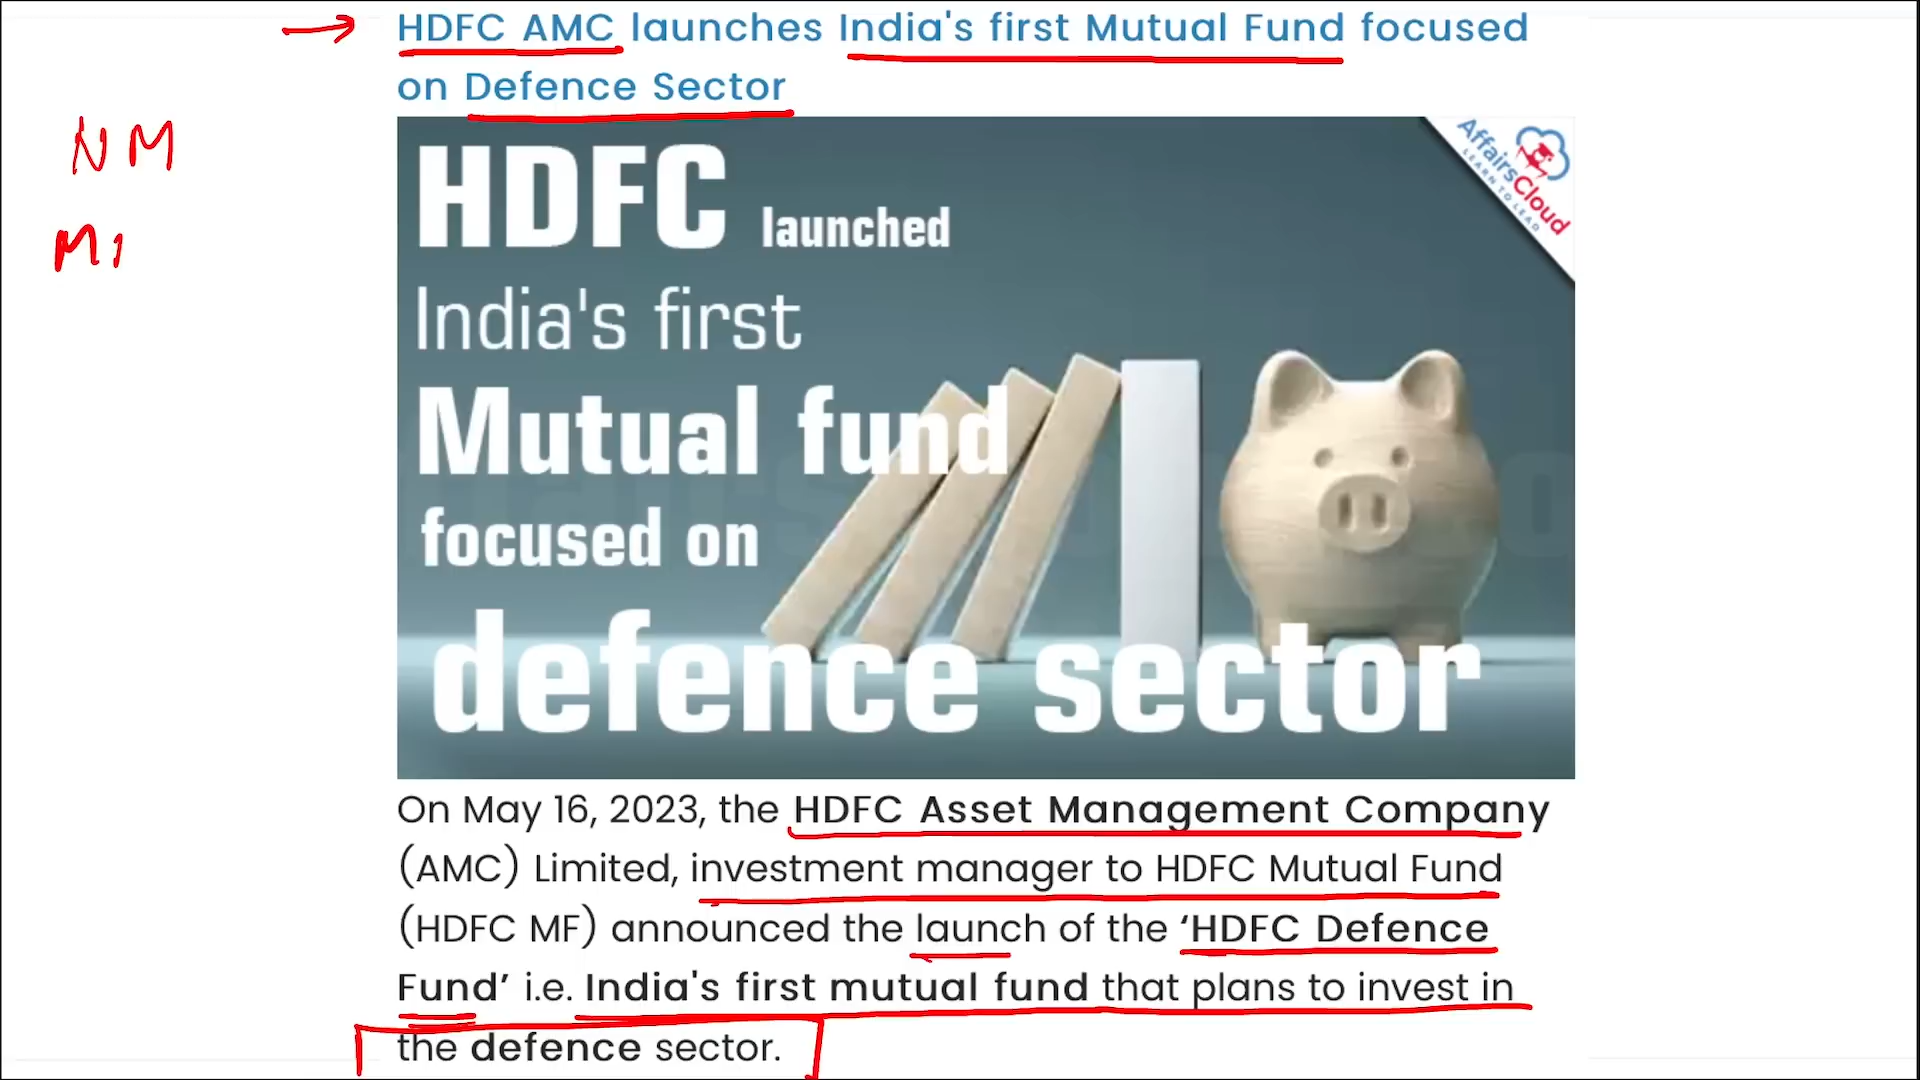 HDFC AMC launches India's first Mutual Fund focused
on Defence Sector
NM
HDFC launched
India's first
Mutual fund
focused on
defence sector
AffairsCloud
LEARN TO LEAD
On May 16, 2023, the HDFC Asset Management Company
(AMC) Limited, investment manager to HDFC Mutual Fund
(HDFC MF) announced the launch of the ‘HDFC Defence
Fund’ i.e. India's first mutual fund that plans to invest in
the defence sector.